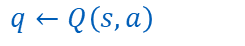 q ← Q(s, a)